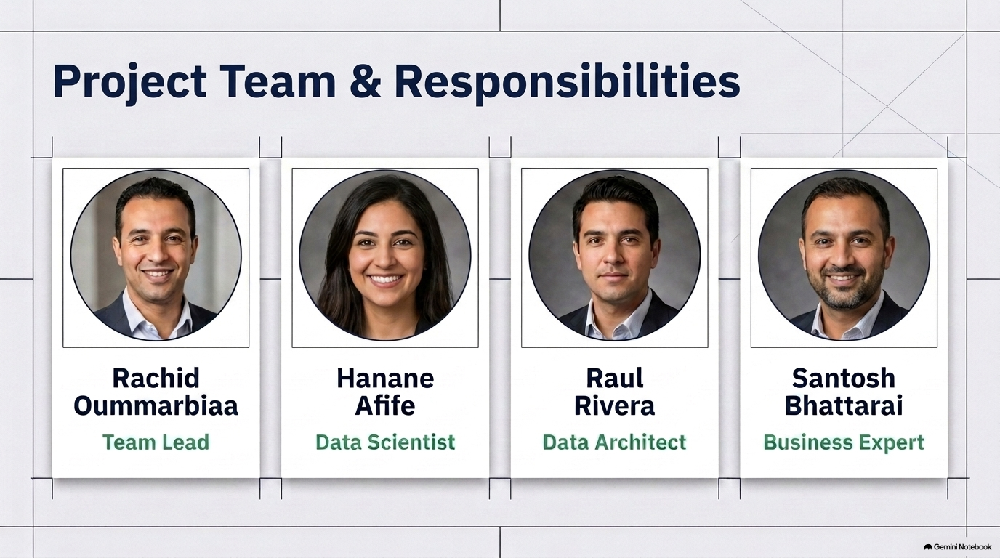 Project Team & Responsibilities
Rachid
Oummarbiaa
Team Lead
Hanane
Afife
Data Scientist
Raul
Rivera
Data Architect
Santosh
Bhattarai
Business Expert
Gemini Notebook